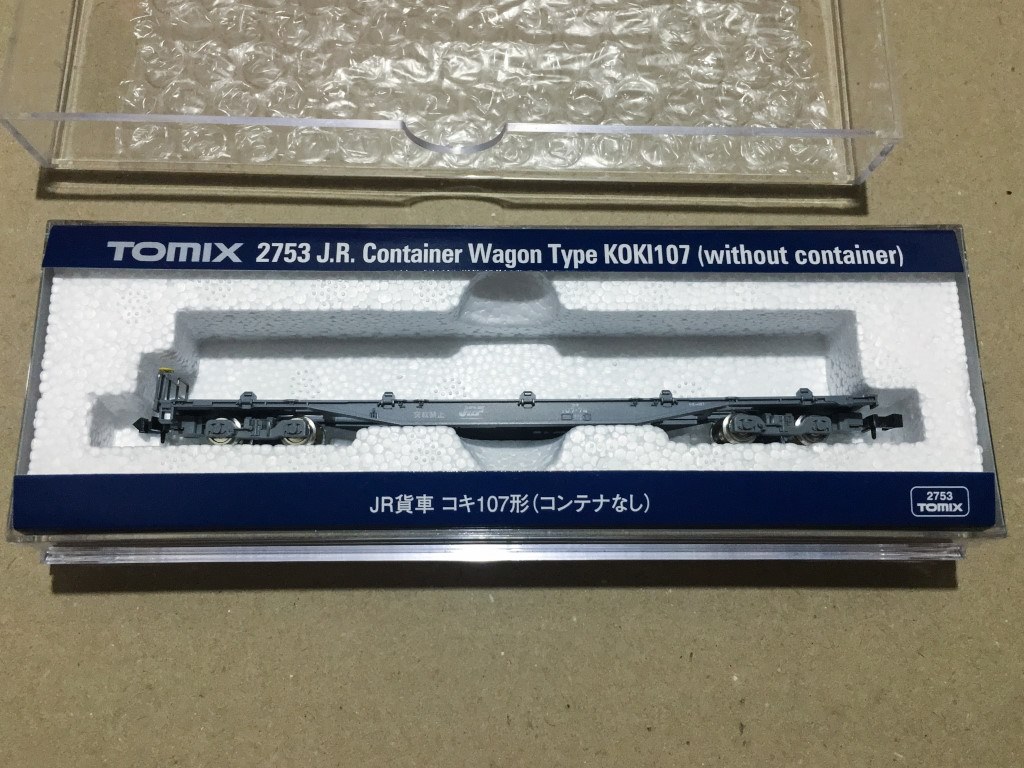 TOMIX 2753 J.R. Container Wagon Type KOKI107 (without container)
JR貨車 コキ107形(コンテナなし)
2753
TOMIX